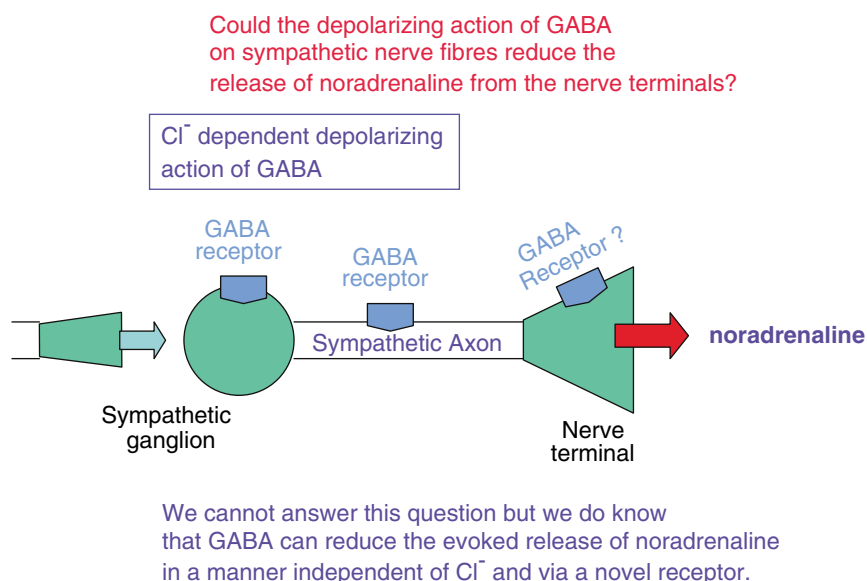 Could the depolarizing action of GABA
on sympathetic nerve fibres reduce the
release of noradrenaline from the nerve terminals?
Cl⁻ dependent depolarizing
action of GABA
GABA
receptor
GABA
receptor
GABA
Receptor ?
Sympathetic Axon
noradrenaline
Sympathetic
ganglion
Nerve
terminal
We cannot answer this question but we do know
that GABA can reduce the evoked release of noradrenaline
in a manner independent of Cl⁻ and via a novel receptor.